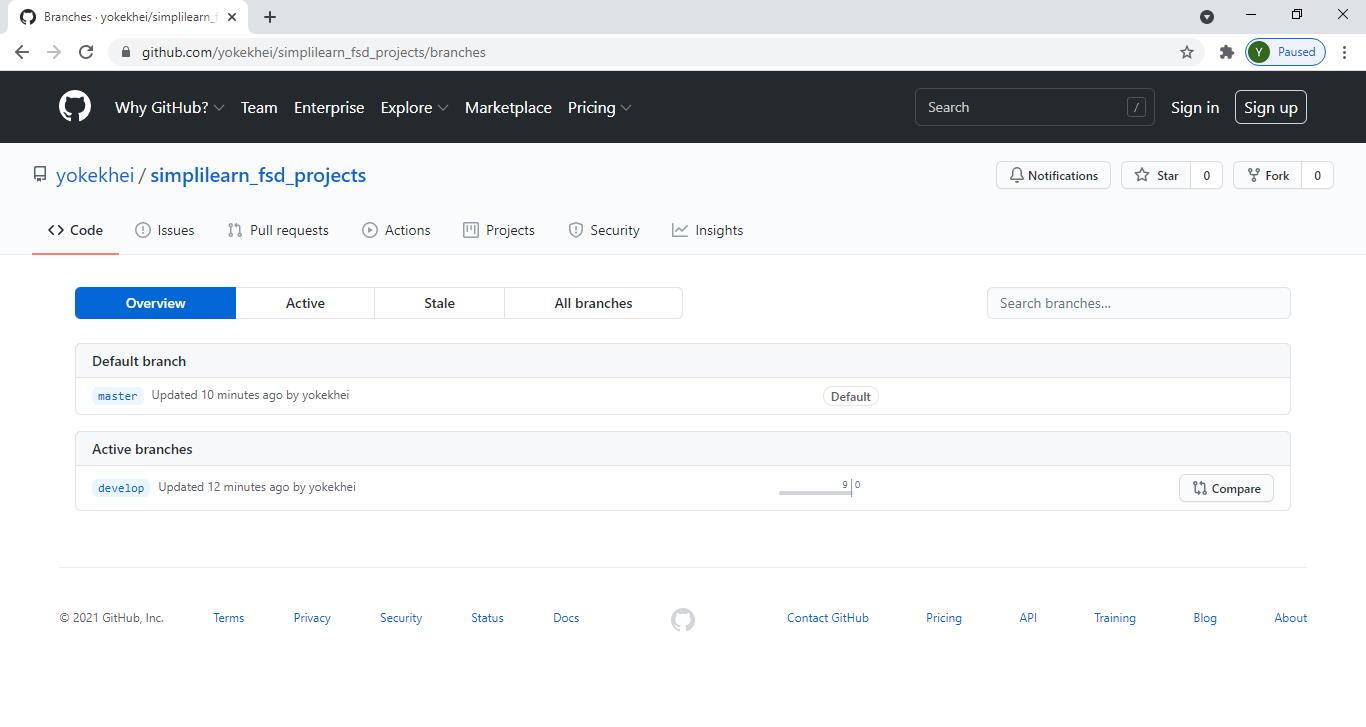 Branches · yokekhei/simplilearn_f
github.com/yokekhei/simplilearn_fsd_projects/branches
Y Paused
Why GitHub? Team Enterprise Explore Marketplace Pricing Search / Sign in Sign up
yokekhei / simplilearn_fsd_projects Notifications Star 0 Fork 0
Code Issues Pull requests Actions Projects Security Insights
Overview Active Stale All branches Search branches...
Default branch
master Updated 10 minutes ago by yokekhei Default
Active branches
develop Updated 12 minutes ago by yokekhei 9 0 Compare
© 2021 GitHub, Inc. Terms Privacy Security Status Docs Contact GitHub Pricing API Training Blog About